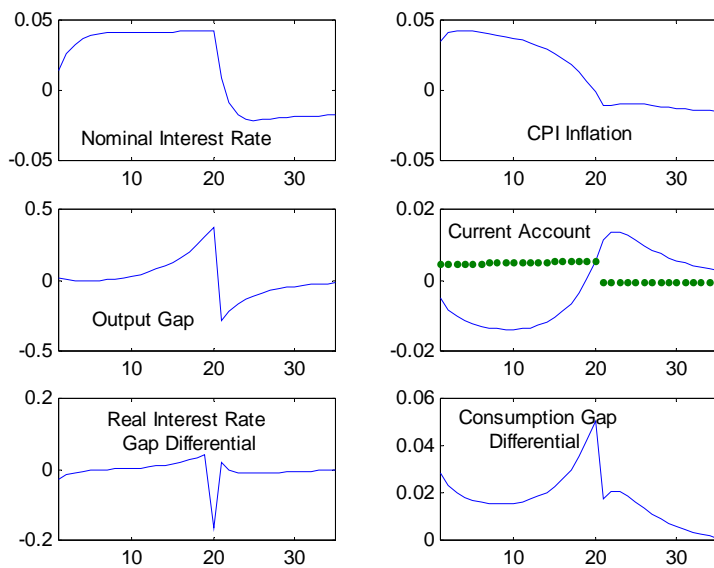 0.05
0
-0.05
10 20 30
Nominal Interest Rate
0.05
0
-0.05
10 20 30
CPI Inflation
0.5
0
-0.5
10 20 30
Output Gap
0.02
0
-0.02
10 20 30
Current Account
0.2
0
-0.2
10 20 30
Real Interest Rate
Gap Differential
0.06
0.04
0.02
0
10 20 30
Consumption Gap
Differential